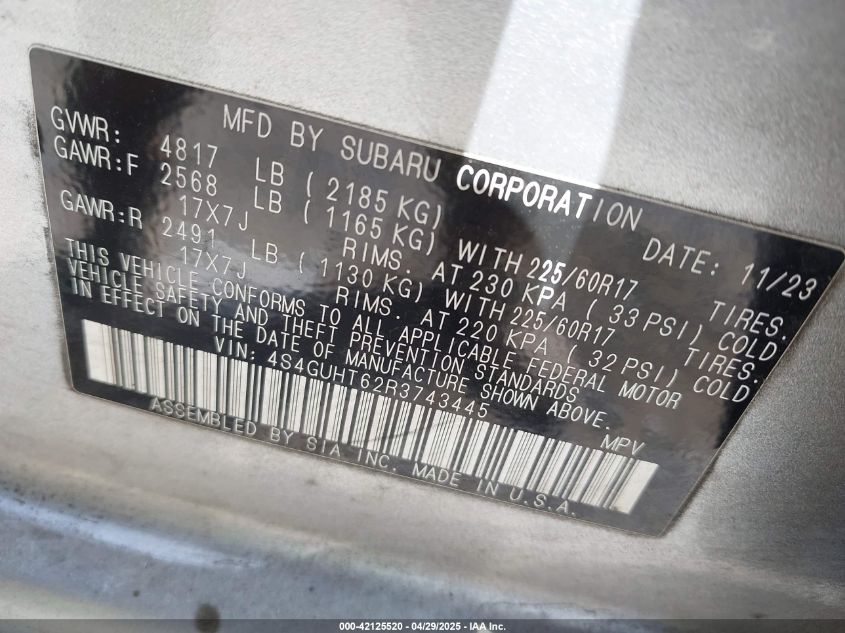 MFD BY SUBARU CORPORATION DATE: 11/23
GVWR: 4817 LB ( 2185 KG)
GAWR:F 2568 LB ( 1165 KG) WITH 225/60R17 TIRES.
17X7J RIMS. AT 230 KPA ( 33 PSI) COLD
GAWR:R 2491 LB ( 1130 KG) WITH 225/60R17 TIRES.
17X7J RIMS. AT 220 KPA ( 32 PSI) COLD
THIS VEHICLE CONFORMS TO ALL APPLICABLE FEDERAL MOTOR
VEHICLE SAFETY AND THEFT PREVENTION STANDARDS
IN EFFECT ON THE DATE OF MANUFACTURE SHOWN ABOVE.
VIN: 4S4GUHT62R3743445 MPV
ASSEMBLED BY SIA INC. MADE IN U.S.A.
000-42125520 - 04/29/2025 - IAA Inc.